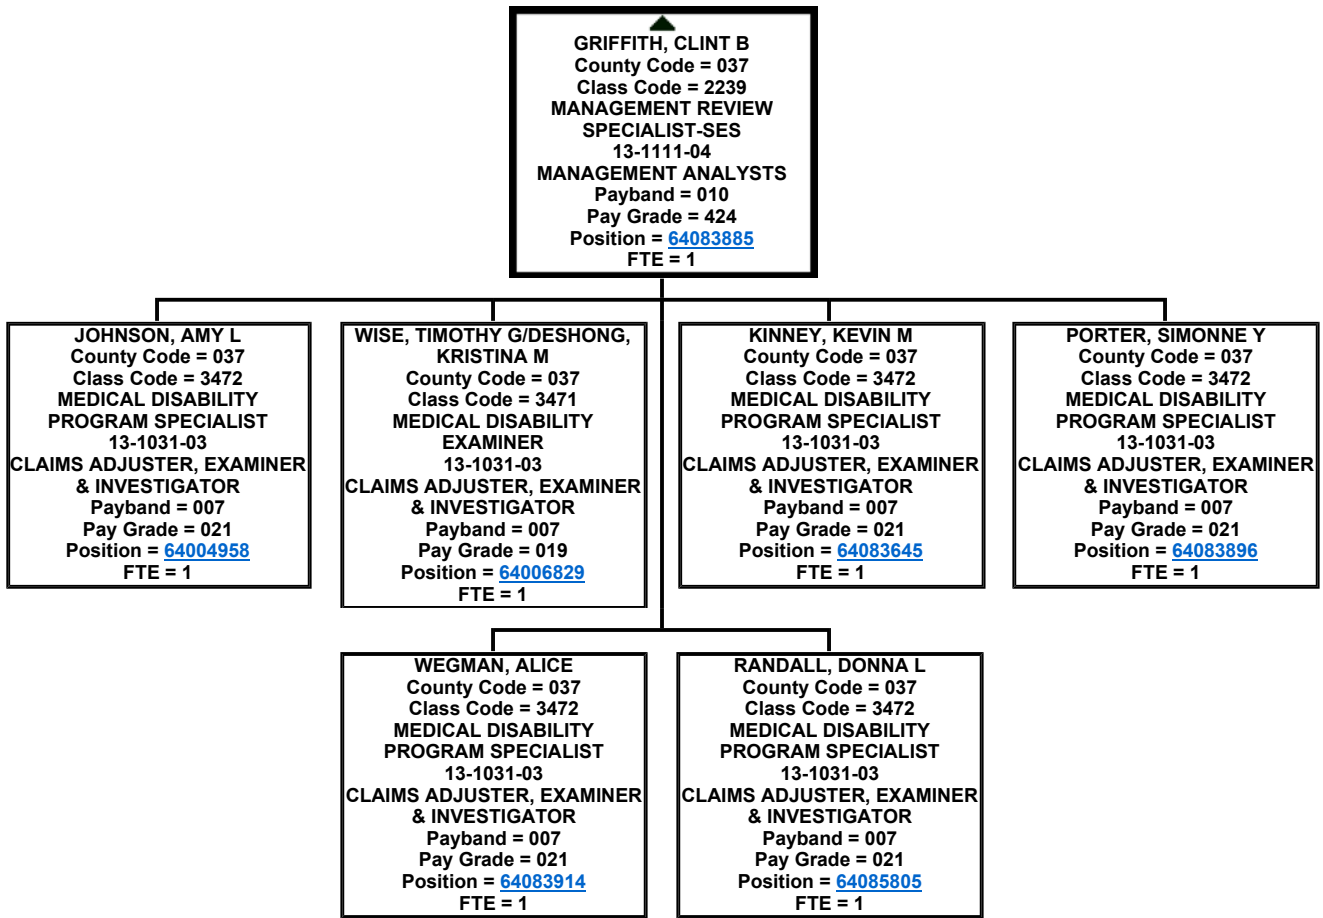 GRIFFITH, CLINT B
County Code = 037
Class Code = 2239
MANAGEMENT REVIEW
SPECIALIST-SES
13-1111-04
MANAGEMENT ANALYSTS
Payband = 010
Pay Grade = 424
Position = 64083885
FTE = 1
JOHNSON, AMY L
County Code = 037
Class Code = 3472
MEDICAL DISABILITY
PROGRAM SPECIALIST
13-1031-03
CLAIMS ADJUSTER, EXAMINER
& INVESTIGATOR
Payband = 007
Pay Grade = 021
Position = 64004958
FTE = 1
WISE, TIMOTHY G/DESHONG,
KRISTINA M
County Code = 037
Class Code = 3471
MEDICAL DISABILITY
EXAMINER
13-1031-03
CLAIMS ADJUSTER, EXAMINER
& INVESTIGATOR
Payband = 007
Pay Grade = 019
Position = 64006829
FTE = 1
KINNEY, KEVIN M
County Code = 037
Class Code = 3472
MEDICAL DISABILITY
PROGRAM SPECIALIST
13-1031-03
CLAIMS ADJUSTER, EXAMINER
& INVESTIGATOR
Payband = 007
Pay Grade = 021
Position = 64083645
FTE = 1
PORTER, SIMONNE Y
County Code = 037
Class Code = 3472
MEDICAL DISABILITY
PROGRAM SPECIALIST
13-1031-03
CLAIMS ADJUSTER, EXAMINER
& INVESTIGATOR
Payband = 007
Pay Grade = 021
Position = 64083896
FTE = 1
WEGMAN, ALICE
County Code = 037
Class Code = 3472
MEDICAL DISABILITY
PROGRAM SPECIALIST
13-1031-03
CLAIMS ADJUSTER, EXAMINER
& INVESTIGATOR
Payband = 007
Pay Grade = 021
Position = 64083914
FTE = 1
RANDALL, DONNA L
County Code = 037
Class Code = 3472
MEDICAL DISABILITY
PROGRAM SPECIALIST
13-1031-03
CLAIMS ADJUSTER, EXAMINER
& INVESTIGATOR
Payband = 007
Pay Grade = 021
Position = 64085805
FTE = 1